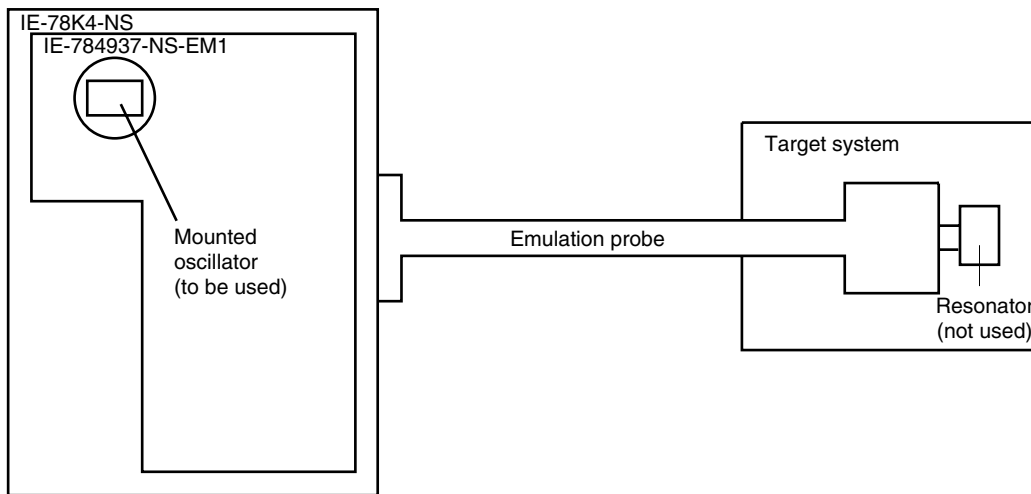 IE-78K4-NS
IE-784937-NS-EM1
Mounted
oscillator
(to be used)
Emulation probe
Target system
Resonator
(not used)